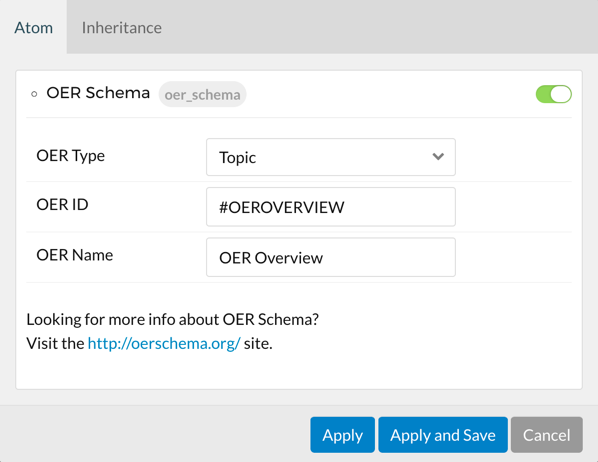 Atom Inheritance
OER Schema oer_schema
OER Type Topic
OER ID #OEROVERVIEW
OER Name OER Overview
Looking for more info about OER Schema?
Visit the http://oerschema.org/ site.
Apply Apply and Save Cancel